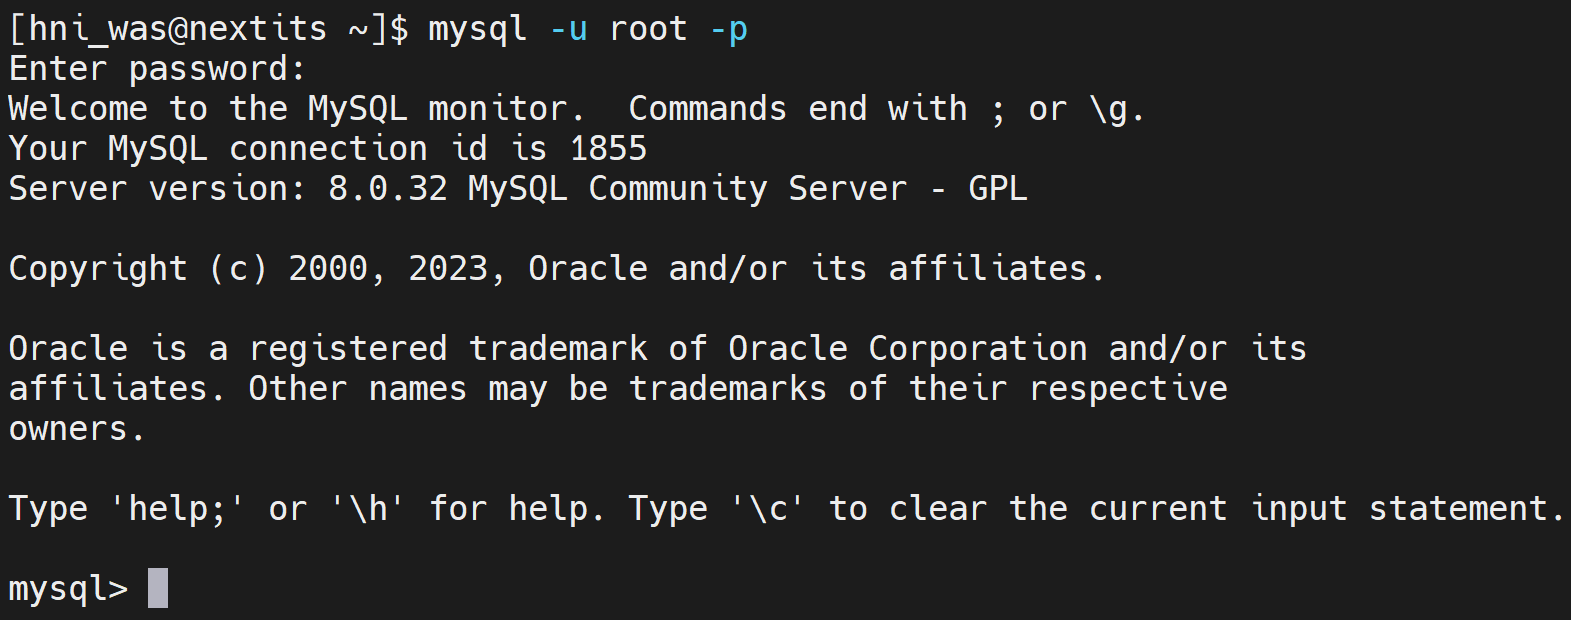 [hni_was@nextits ~]$ mysql -u root -p
Enter password:
Welcome to the MySQL monitor.  Commands end with ; or \g.
Your MySQL connection id is 1855
Server version: 8.0.32 MySQL Community Server - GPL

Copyright (c) 2000, 2023, Oracle and/or its affiliates.

Oracle is a registered trademark of Oracle Corporation and/or its
affiliates. Other names may be trademarks of their respective
owners.

Type 'help;' or '\h' for help. Type '\c' to clear the current input statement.

mysql>